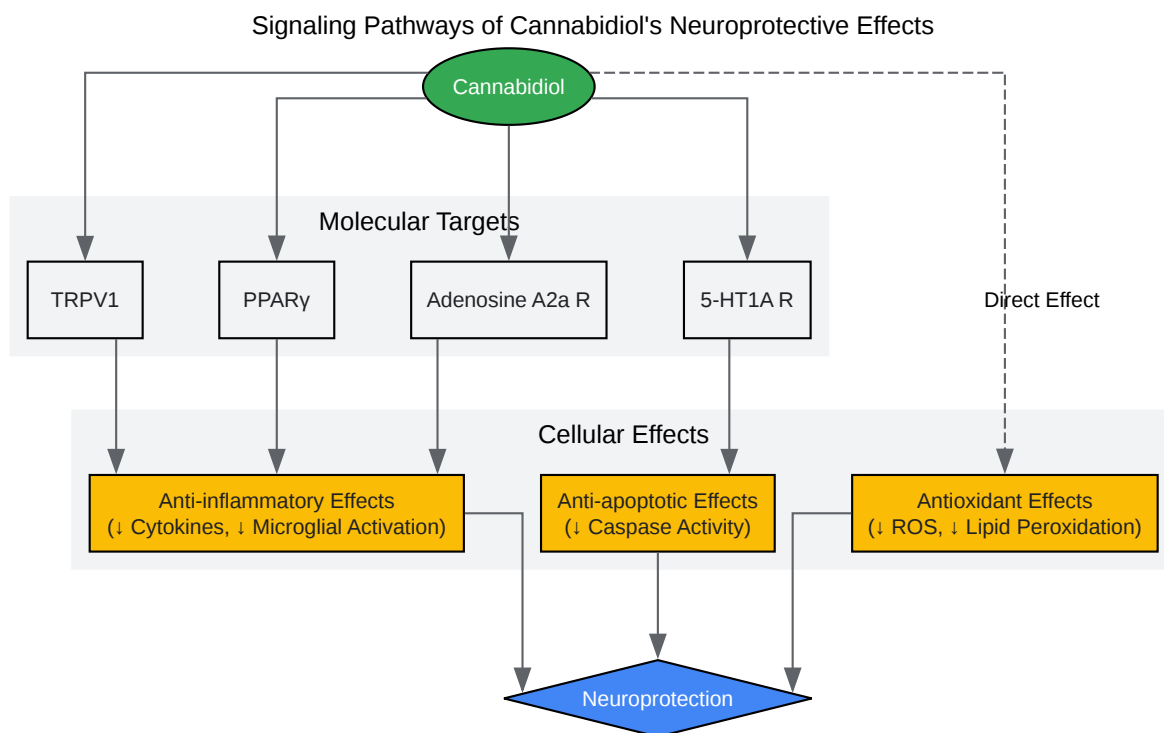 Signaling Pathways of Cannabidiol's Neuroprotective Effects
Cannabidiol
Molecular Targets
TRPV1
PPARγ
Adenosine A2a R
5-HT1A R
Direct Effect
Cellular Effects
Anti-inflammatory Effects
(↓ Cytokines, ↓ Microglial Activation)
Anti-apoptotic Effects
(↓ Caspase Activity)
Antioxidant Effects
(↓ ROS, ↓ Lipid Peroxidation)
Neuroprotection